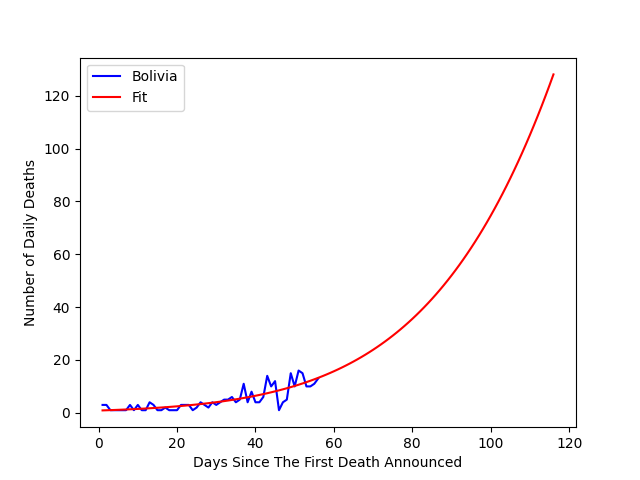 Bolivia
Fit
120
100
80
60
40
20
0
Number of Daily Deaths
0 20 40 60 80 100 120
Days Since The First Death Announced